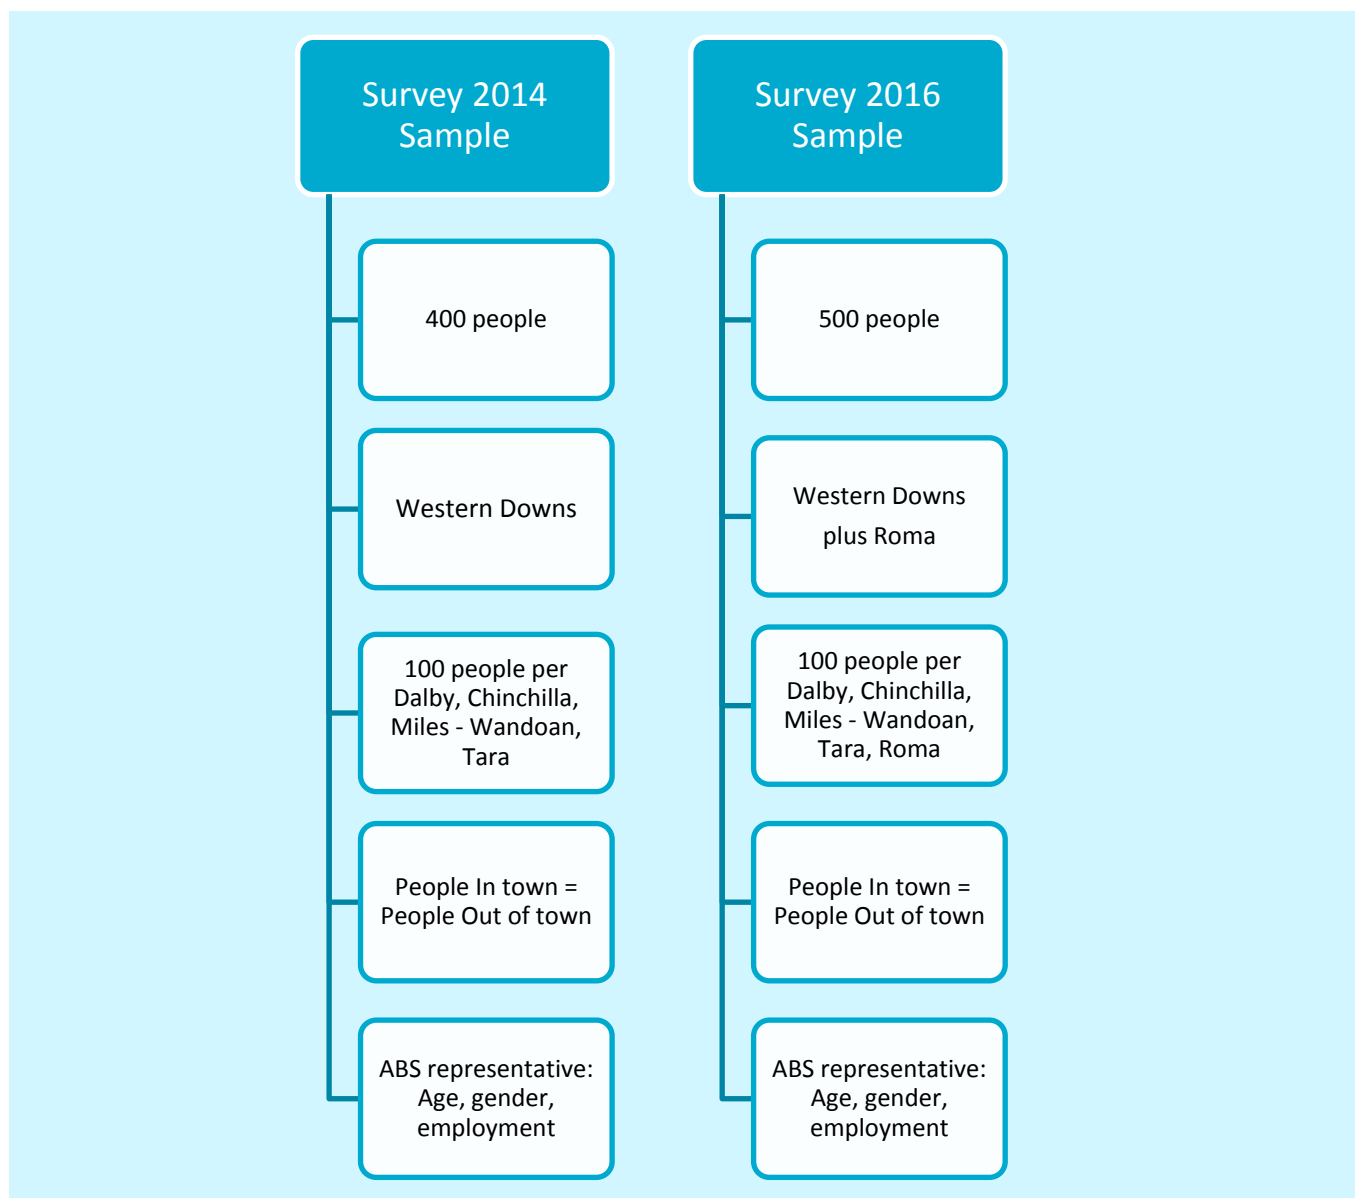 Survey 2014
Sample
400 people
Western Downs
100 people per
Dalby, Chinchilla,
Miles - Wandoan,
Tara
People In town =
People Out of town
ABS representative:
Age, gender,
employment
Survey 2016
Sample
500 people
Western Downs
plus Roma
100 people per
Dalby, Chinchilla,
Miles - Wandoan,
Tara, Roma
People In town =
People Out of town
ABS representative:
Age, gender,
employment